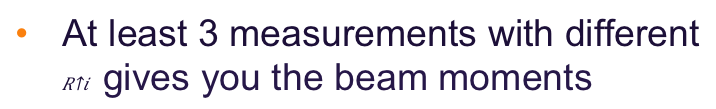 • At least 3 measurements with different
R↑i gives you the beam moments